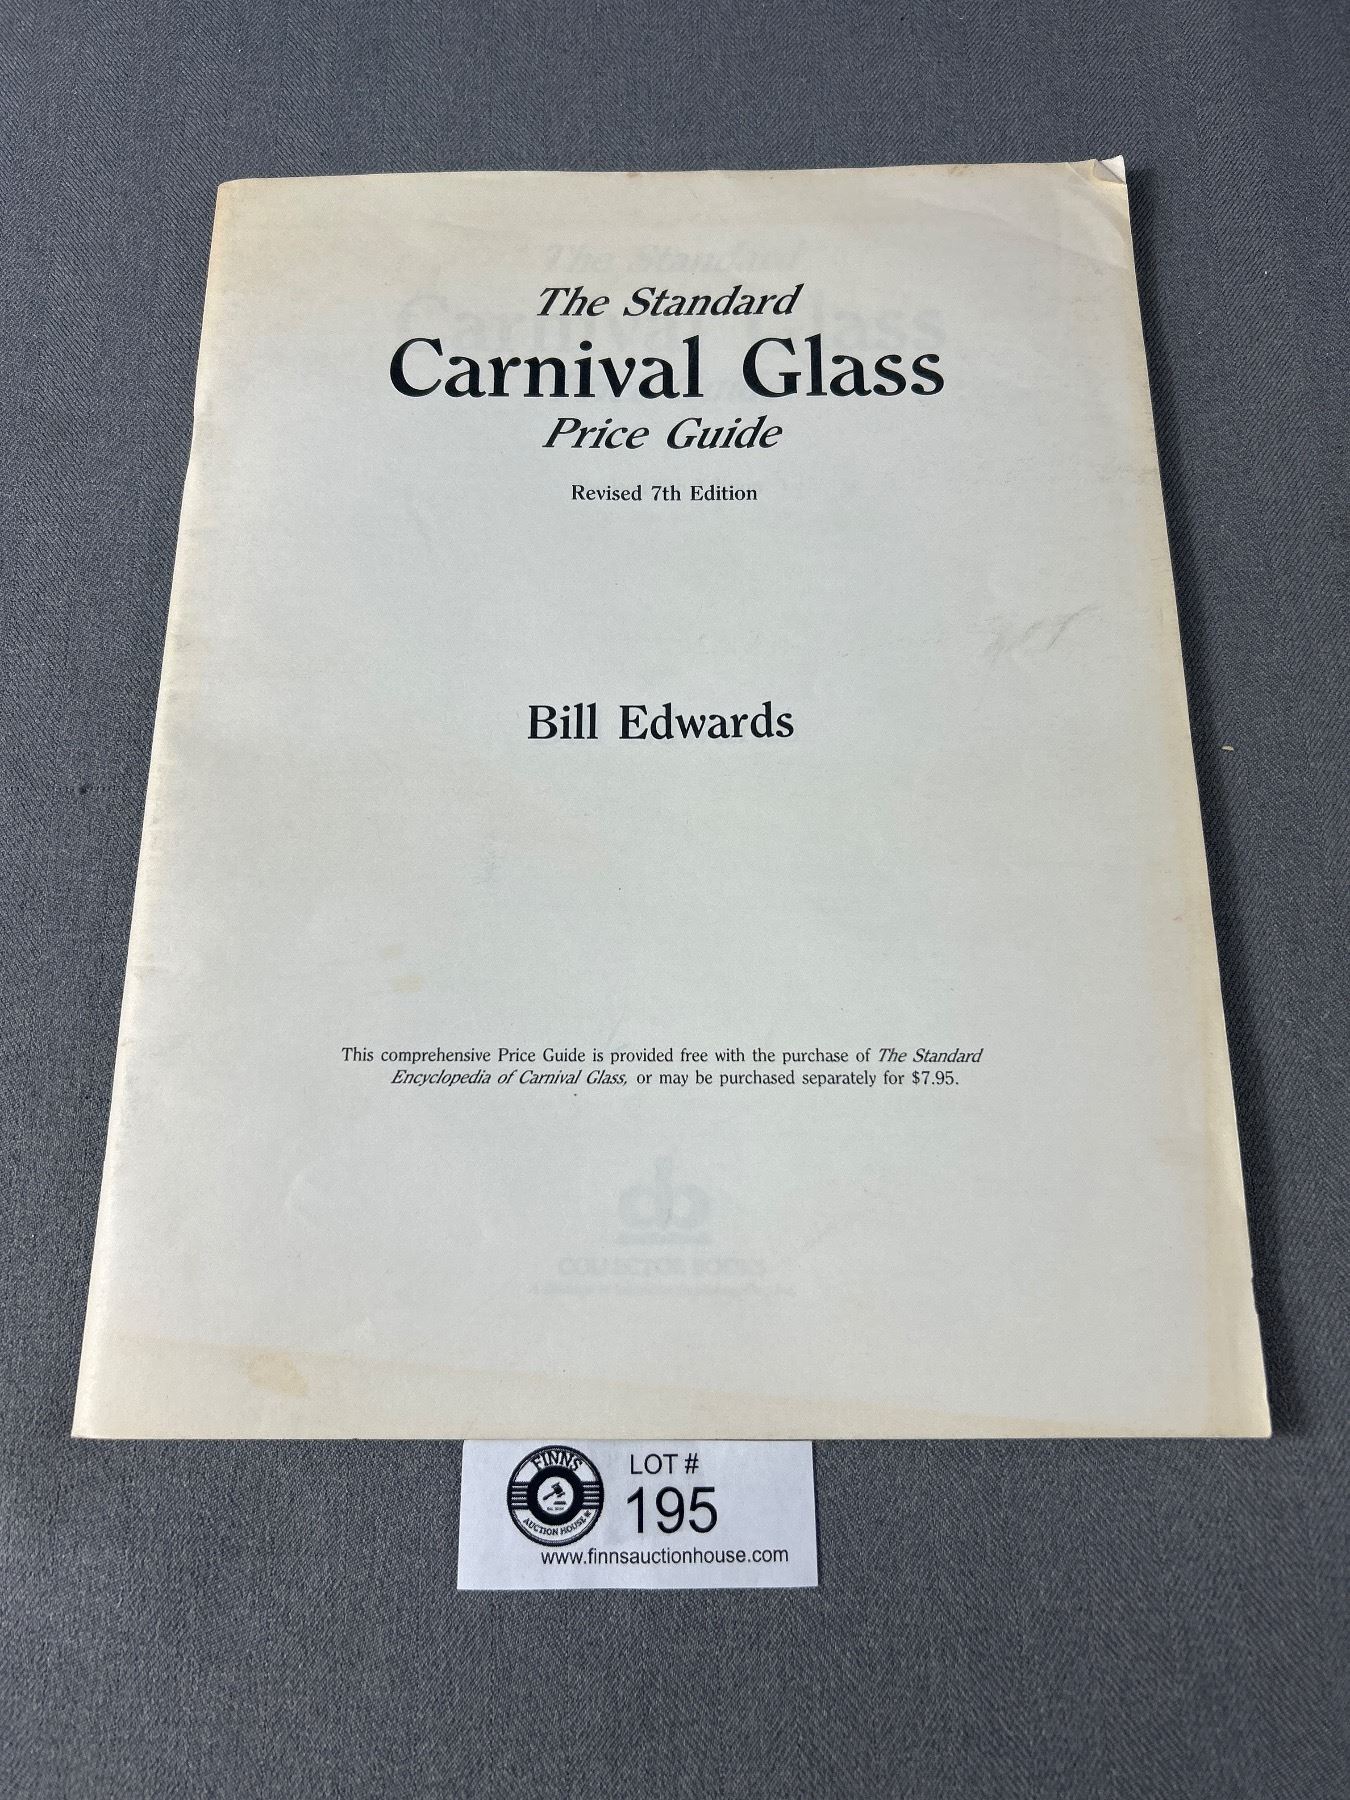 The Standard
Carnival Glass
Price Guide
Revised 7th Edition
Bill Edwards
This comprehensive Price Guide is provided free with the purchase of The Standard
Encyclopedia of Carnival Glass, or may be purchased separately for $7.95.
COLLECTOR BOOKS
FINNS
AUCTION HOUSE
LOT #
195
www.finnsauctionhouse.com